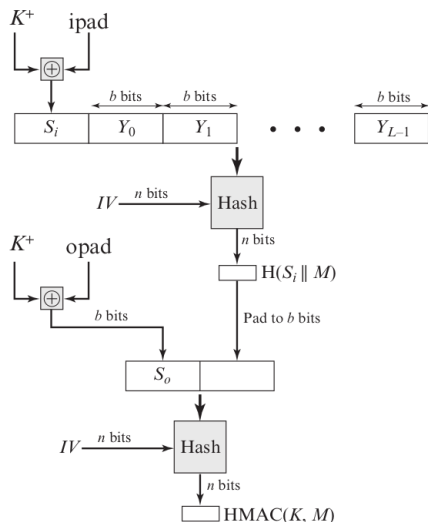 K+ ipad
⊕
b bits b bits b bits
Si Y0 Y1 • • • YL–1
IV n bits Hash
n bits
K+ opad
H(Si || M)
⊕
b bits Pad to b bits
So
IV n bits Hash
n bits
HMAC(K, M)